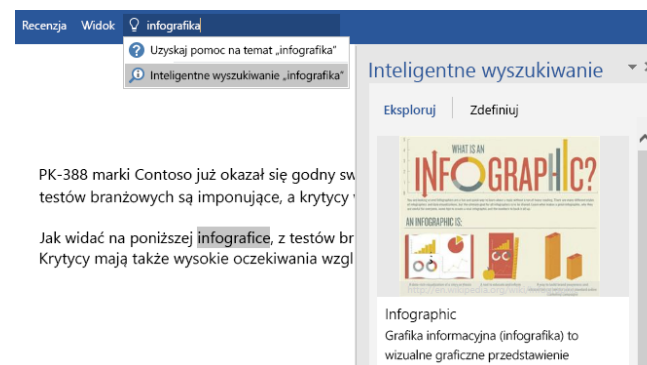 Recenzja Widok infografika
Uzyskaj pomoc na temat „infografika”
Inteligentne wyszukiwanie „infografika”
Inteligentne wyszukiwanie
Eksploruj Zdefiniuj
PK-388 marki Contoso już okazał się godny sw
testów branżowych są imponujące, a krytycy
Jak widać na poniższej infografice, z testów br
Krytycy mają także wysokie oczekiwania wzgl
WHAT IS AN
INFOGRAPHIC?
AN INFOGRAPHIC IS:
Infographic
Grafika informacyjna (infografika) to
wizualne graficzne przedstawienie